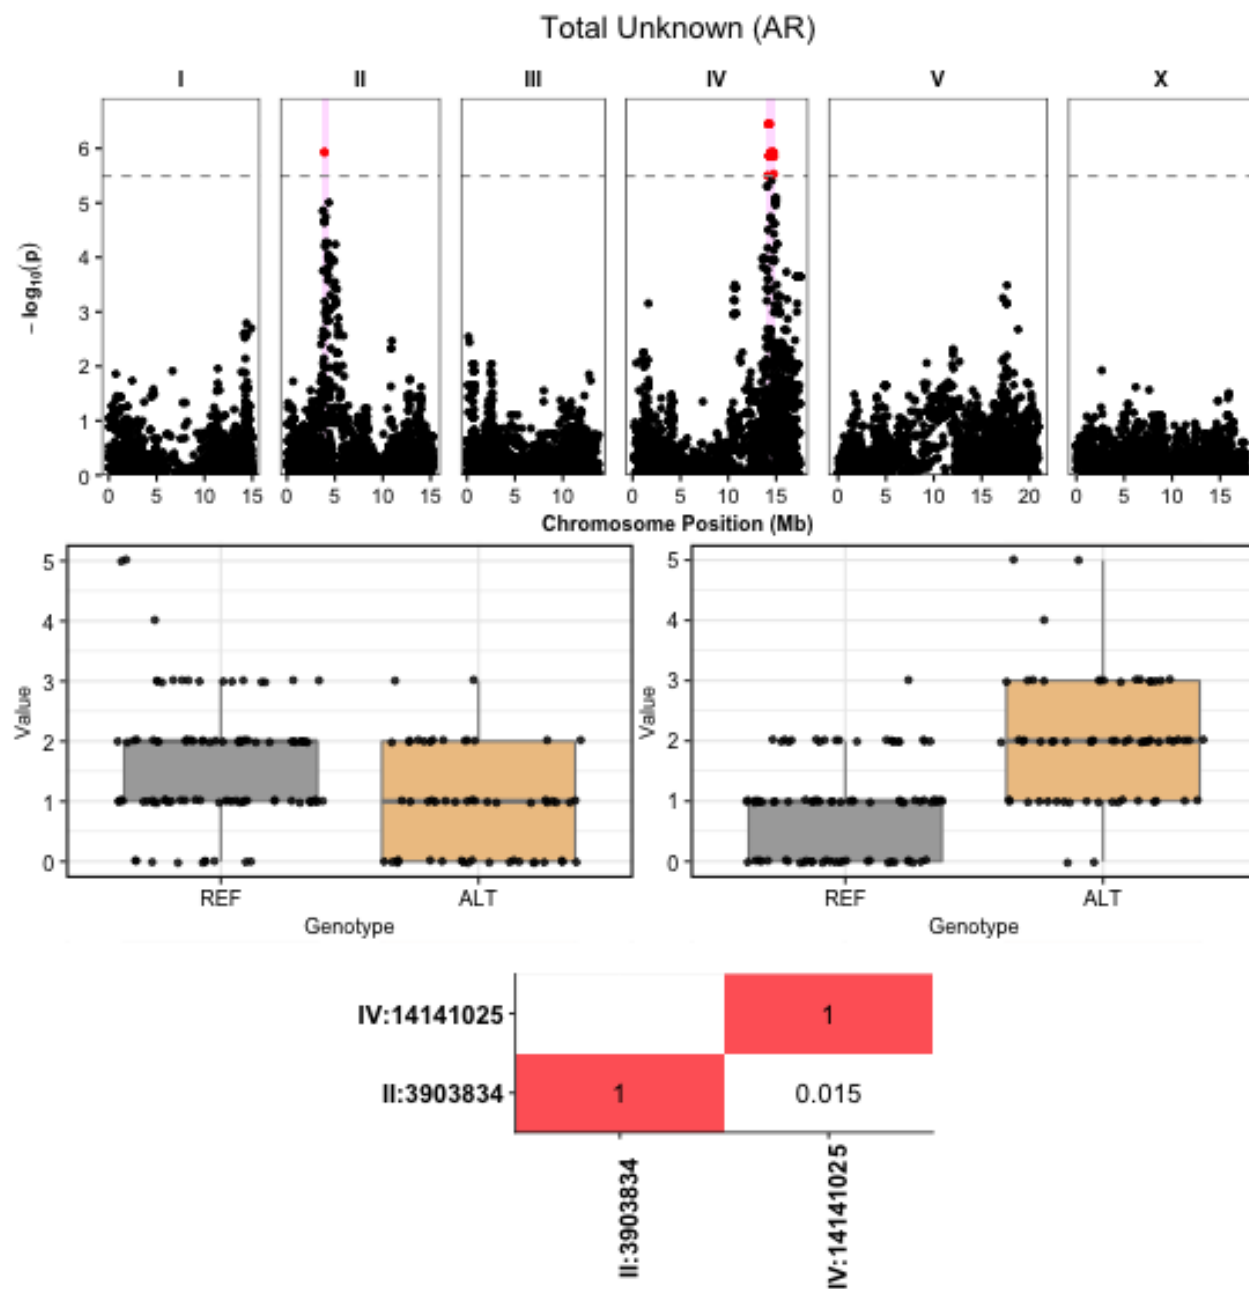 Total Unknown (AR)
I II III IV V X
− log₁₀(p)
6
5
4
3
2
1
0
0 5 10 15 0 5 10 15 0 5 10 0 5 10 15 0 5 10 15 20 0 5 10 15
Chromosome Position (Mb)
Value
5
4
3
2
1
0
REF ALT
Genotype
Value
5
4
3
2
1
0
REF ALT
Genotype
IV:14141025 1
II:3903834 1 0.015
II:3903834
IV:14141025